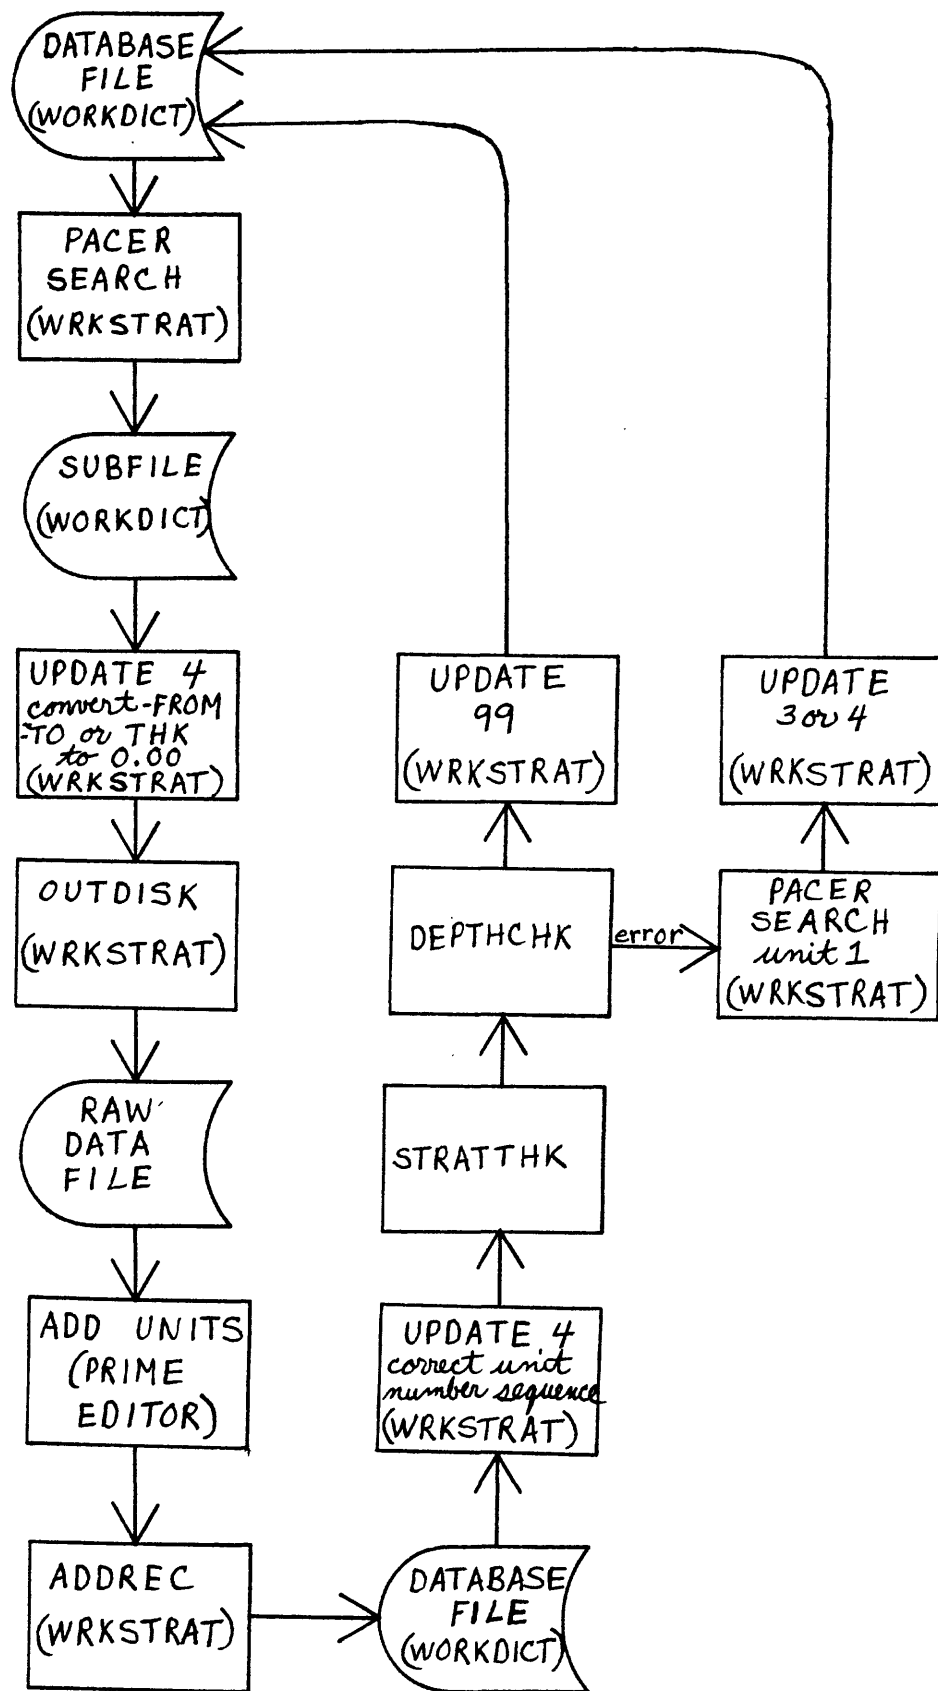 DATABASE
FILE
(WORKDICT)
PACER
SEARCH
(WRKSTRAT)
SUBFILE
(WORKDICT)
UPDATE 4
convert-FROM
-TO or THK
to 0.00
(WRKSTRAT)
OUTDISK
(WRKSTRAT)
RAW
DATA
FILE
ADD UNITS
(PRIME
EDITOR)
ADDREC
(WRKSTRAT)
DATABASE
FILE
(WORKDICT)
UPDATE 4
correct unit
number sequence
(WRKSTRAT)
STRATTHK
DEPTHCHK
error
UPDATE
99
(WRKSTRAT)
PACER
SEARCH
unit 1
(WRKSTRAT)
UPDATE
3 or 4
(WRKSTRAT)